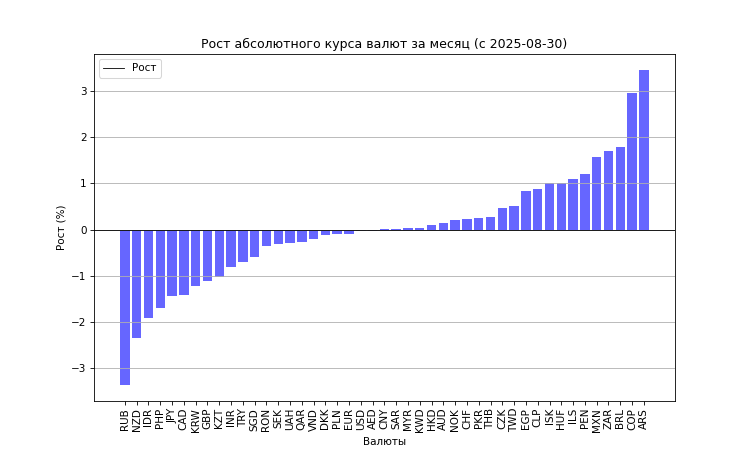 Рост абсолютного курса валют за месяц (с 2025-08-30)
Рост
3
2
1
0
−1
−2
−3
Рост (%)
RUB
NZD
IDR
PHP
JPY
CAD
KRW
GBP
KZT
INR
TRY
SGD
RON
SEK
UAH
QAR
VND
DKK
PLN
EUR
USD
AED
CNY
SAR
MYR
KWD
HKD
AUD
NOK
CHF
PKR
THB
CZK
TWD
EGP
CLP
ISK
HUF
ILS
PEN
MXN
ZAR
BRL
COP
ARS
Валюты